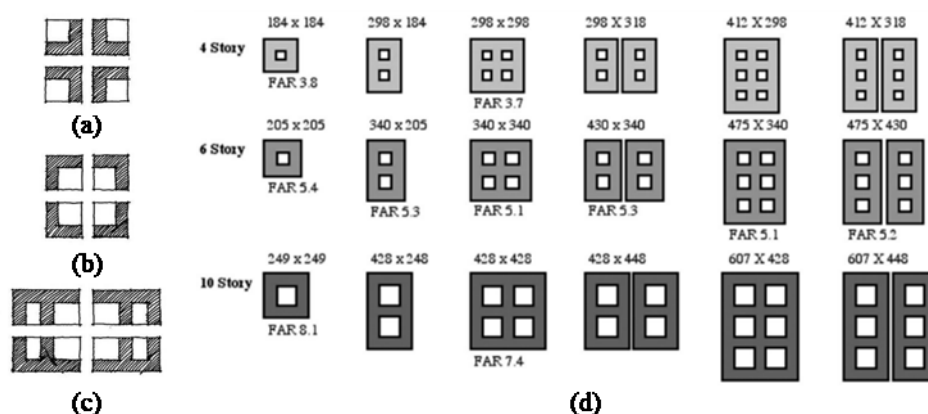 (a)
(b)
(c)
184 x 184 298 x 184 298 x 298 298 X 318 412 X 298 412 X 318
4 Story
FAR 3.8 FAR 3.7
205 x 205 340 x 205 340 x 340 430 x 340 475 X 340 475 X 430
6 Story
FAR 5.4 FAR 5.3 FAR 5.1 FAR 5.3 FAR 5.1 FAR 5.2
249 x 249 428 x 248 428 x 428 428 x 448 607 X 428 607 X 448
10 Story
FAR 8.1 FAR 7.4
(d)